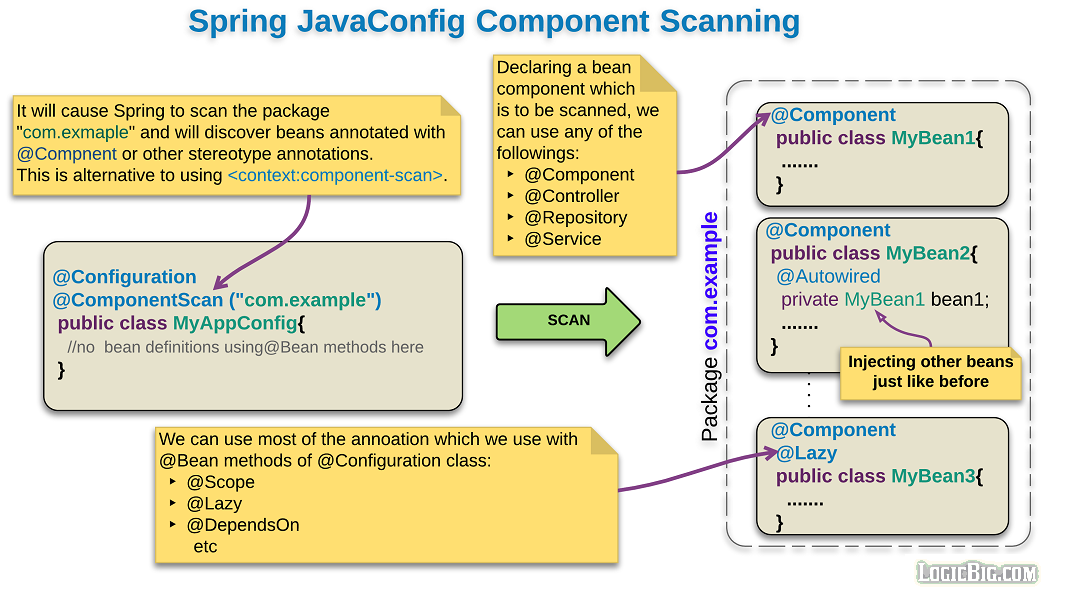 Spring JavaConfig Component Scanning
It will cause Spring to scan the package
"com.exmaple" and will discover beans annotated with
@Compnent or other stereotype annotations.
This is alternative to using <context:component-scan>.
@Configuration
@ComponentScan ("com.example")
public class MyAppConfig{
//no bean definitions using@Bean methods here
}
Declaring a bean
component which
is to be scanned, we
can use any of the
followings:
‣ @Component
‣ @Controller
‣ @Repository
‣ @Service
SCAN
Package com.example
@Component
public class MyBean1{
.......
}
@Component
public class MyBean2{
@Autowired
private MyBean1 bean1;
.......
}
Injecting other beans
just like before
@Component
@Lazy
public class MyBean3{
.......
}
We can use most of the annoation which we use with
@Bean methods of @Configuration class:
‣ @Scope
‣ @Lazy
‣ @DependsOn
etc
LogicBig.com